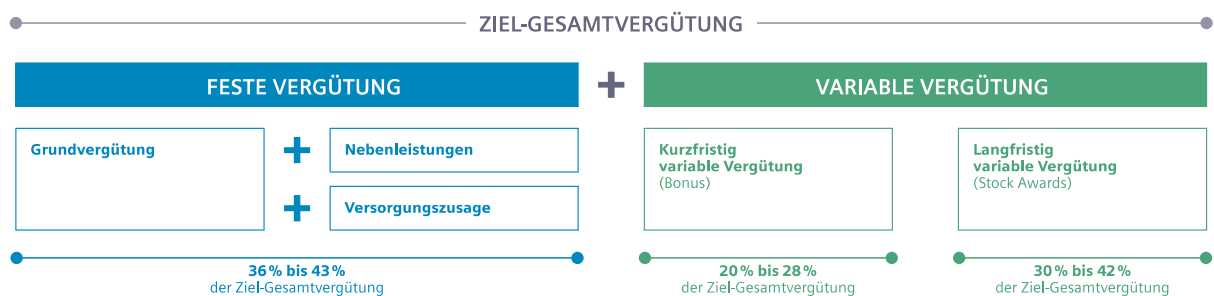 ZIEL-GESAMTVERGÜTUNG
FESTE VERGÜTUNG
+
VARIABLE VERGÜTUNG
Grundvergütung
+
Nebenleistungen
+
Versorgungszusage
Kurzfristig
variable Vergütung
(Bonus)
Langfristig
variable Vergütung
(Stock Awards)
36 % bis 43 %
der Ziel-Gesamtvergütung
20 % bis 28 %
der Ziel-Gesamtvergütung
30 % bis 42 %
der Ziel-Gesamtvergütung